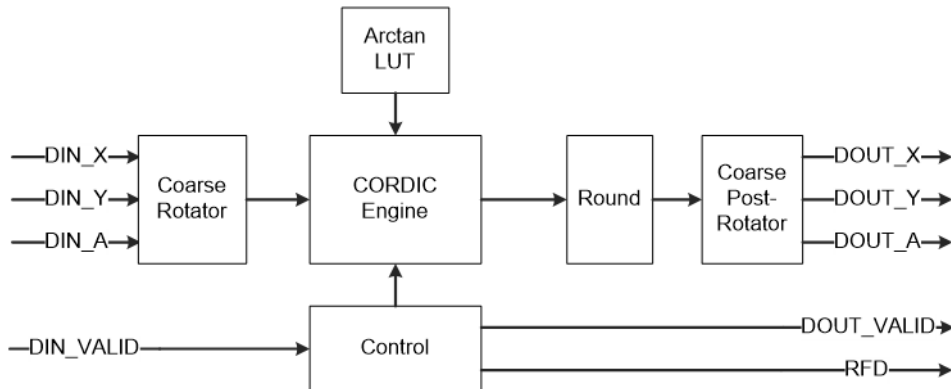 Arctan
LUT
DIN_X
DIN_Y
DIN_A
Coarse
Rotator
CORDIC
Engine
Round
Coarse
Post-
Rotator
DOUT_X
DOUT_Y
DOUT_A
DIN_VALID
Control
DOUT_VALID
RFD